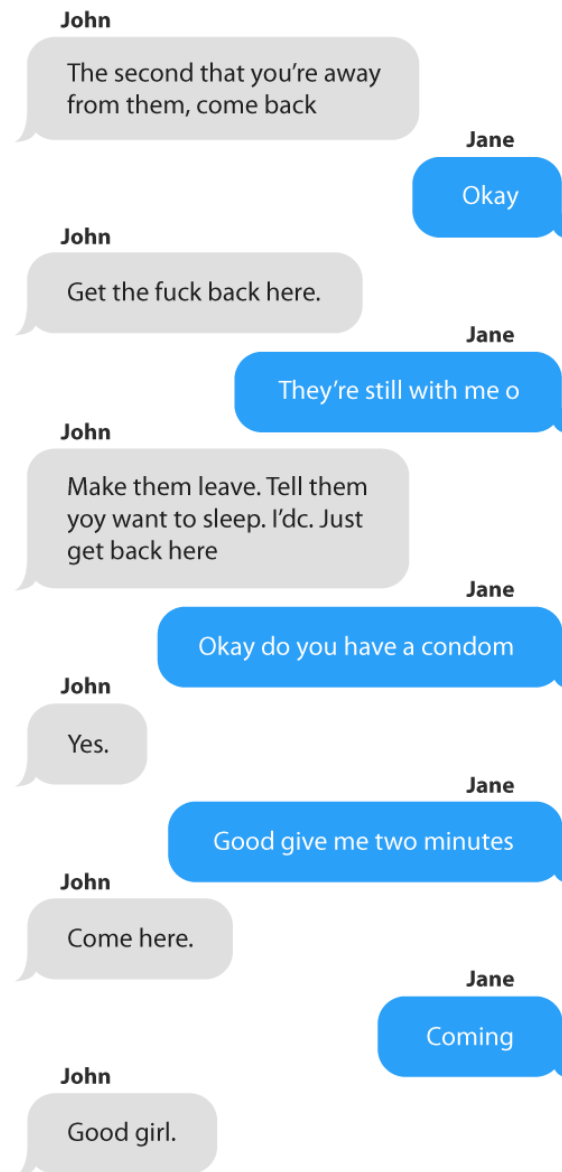 John
The second that you’re away
from them, come back
Jane
Okay
John
Get the fuck back here.
Jane
They’re still with me o
John
Make them leave. Tell them
yoy want to sleep. I’dc. Just
get back here
Jane
Okay do you have a condom
John
Yes.
Jane
Good give me two minutes
John
Come here.
Jane
Coming
John
Good girl.